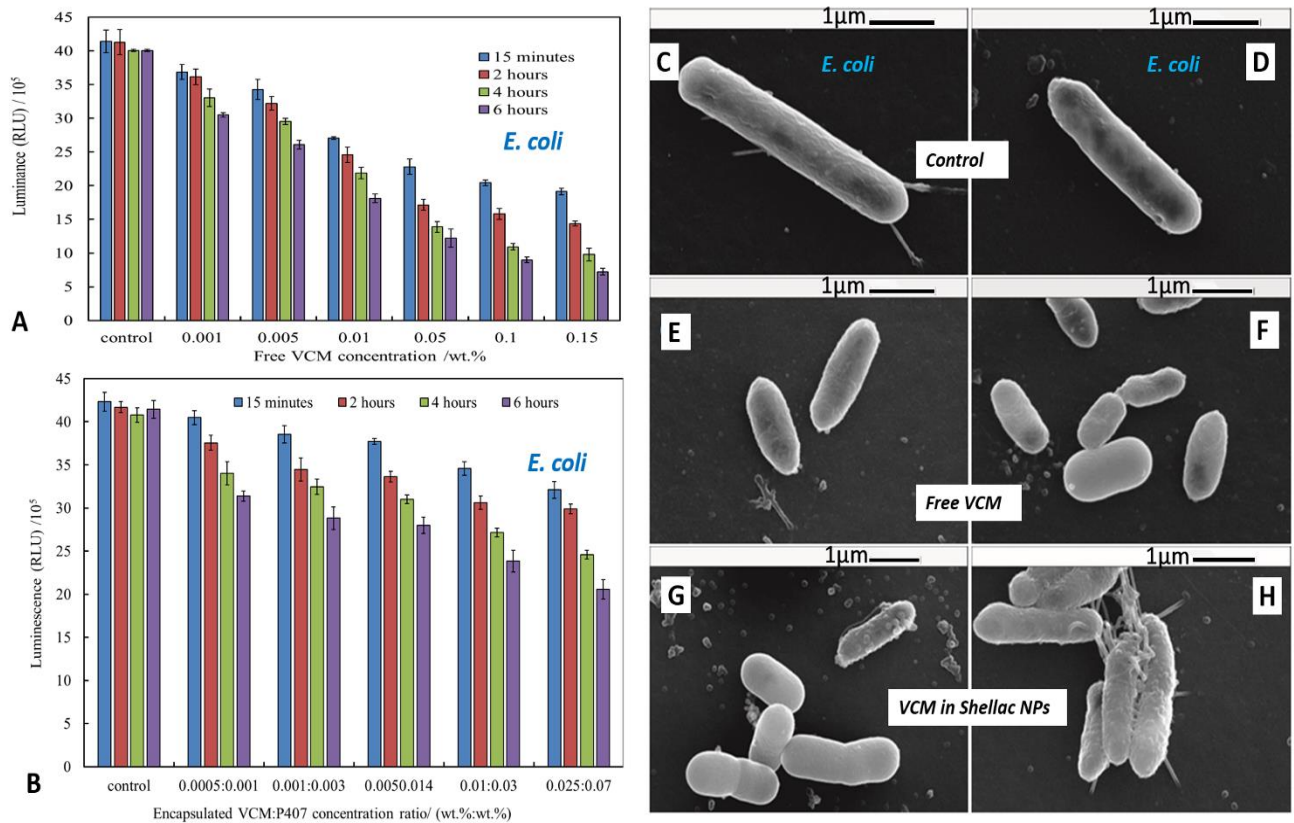 45
40
35
30
25
20
15
10
5
0
Luminance (RLU) / 10⁵
15 minutes
2 hours
4 hours
6 hours
E. coli
control 0.001 0.005 0.01 0.05 0.1 0.15
Free VCM concentration /wt.%
A
45
40
35
30
25
20
15
10
5
0
Luminescence (RLU) /10⁵
15 minutes 2 hours 4 hours 6 hours
E. coli
control 0.0005:0.001 0.001:0.003 0.0050.014 0.01:0.03 0.025:0.07
Encapsulated VCM:P407 concentration ratio/ (wt.%:wt.%)
B
1µm 1µm
C E. coli E. coli D
Control
1µm 1µm
E F
Free VCM
1µm 1µm
G H
VCM in Shellac NPs